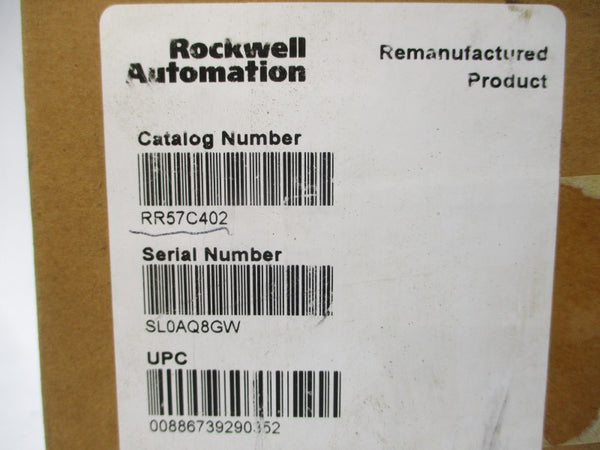 Rockwell
Automation
Remanufactured
Product
Catalog Number
RR57C402
Serial Number
SL0AQ8GW
UPC
00886739290352